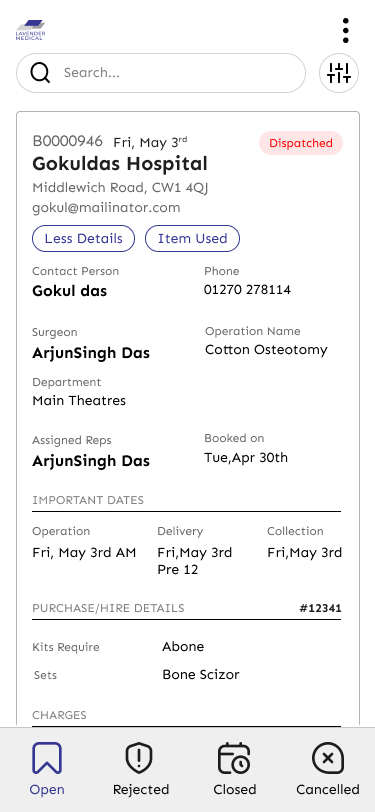 LAVENDER
MEDICAL
Search...
B0000946 Fri, May 3rd Dispatched
Gokuldas Hospital
Middlewich Road, CW1 4QJ
gokul@mailinator.com
Less Details Item Used
Contact Person Phone
Gokul das 01270 278114
Surgeon Operation Name
ArjunSingh Das Cotton Osteotomy
Department
Main Theatres
Assigned Reps Booked on
ArjunSingh Das Tue,Apr 30th
IMPORTANT DATES
Operation Delivery Collection
Fri, May 3rd AM Fri,May 3rd Fri,May 3rd
Pre 12
PURCHASE/HIRE DETAILS #12341
Kits Require Abone
Sets Bone Scizor
CHARGES
Open Rejected Closed Cancelled